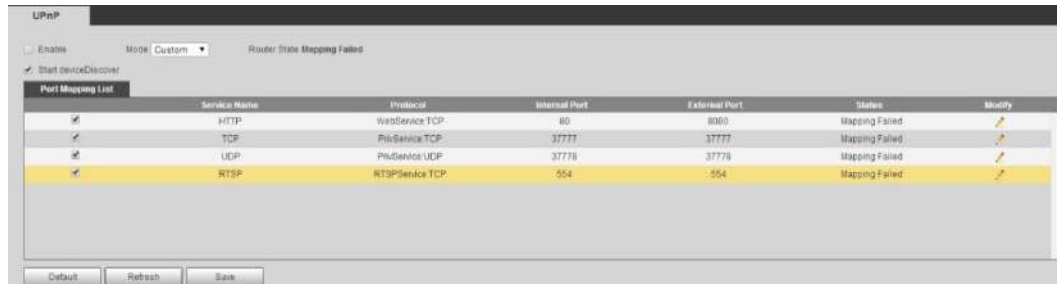 UPnP
Enable Mode Custom Router State Mapping Failed
Start deviceDiscover
Port Mapping List
Service Name Protocol Internal Port External Port Status Modify
HTTP WebService:TCP 80 8080 Mapping Failed
TCP PrivService:TCP 37777 37777 Mapping Failed
UDP PrivService:UDP 37778 37778 Mapping Failed
RTSP RTSPService:TCP 554 554 Mapping Failed
Default Refresh Save